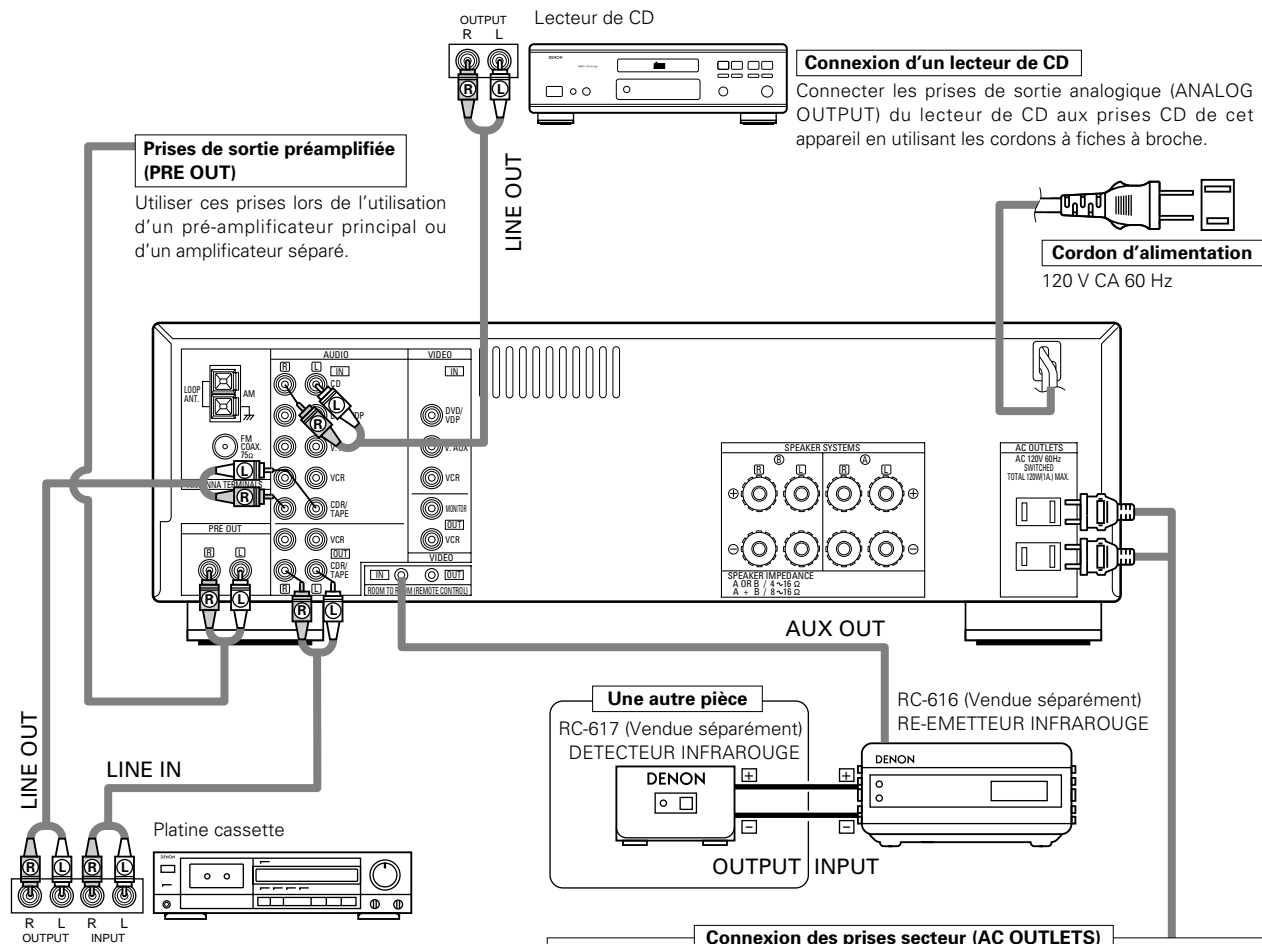 OUTPUT
R L
Lecteur de CD
DENON
Connexion d'un lecteur de CD
Connecter les prises de sortie analogique (ANALOG
OUTPUT) du lecteur de CD aux prises CD de cet
appareil en utilisant les cordons à fiches à broche.
R L
Prises de sortie préamplifiée
(PRE OUT)
Utiliser ces prises lors de l'utilisation
d'un pré-amplificateur principal ou
d'un amplificateur séparé.
LINE OUT
Cordon d'alimentation
120 V CA 60 Hz
AUDIO
VIDEO
R L IN
IN
CD
LOOP
ANT.
AM
L
R
DVD/
VDP
FM
COAX.
75Ω
V. AUX
L
R
VCR
VCR
CDR/
TAPE
MONITOR
OUT
PRE OUT
R L
VCR
OUT
VCR
VIDEO
CDR/
TAPE
R L
IN
OUT
ROOM TO ROOM (REMOTE CONTROL)
R L
R L
SPEAKER SYSTEMS
B A
R L R L
+ +
− −
SPEAKER IMPEDANCE
A OR B / 4~16 Ω
A + B / 8~16 Ω
AC OUTLETS
AC 120V 60Hz
SWITCHED
TOTAL 120W(1A.) MAX.
AUX OUT
Une autre pièce
RC-617 (Vendue séparément)
DETECTEUR INFRAROUGE
DENON
RC-616 (Vendue séparément)
RE-EMETTEUR INFRAROUGE
DENON
+ +
− −
OUTPUT INPUT
LINE OUT
LINE IN
Platine cassette
DENON
R L R L
R L R L
OUTPUT INPUT
Connexion des prises secteur (AC OUTLETS)